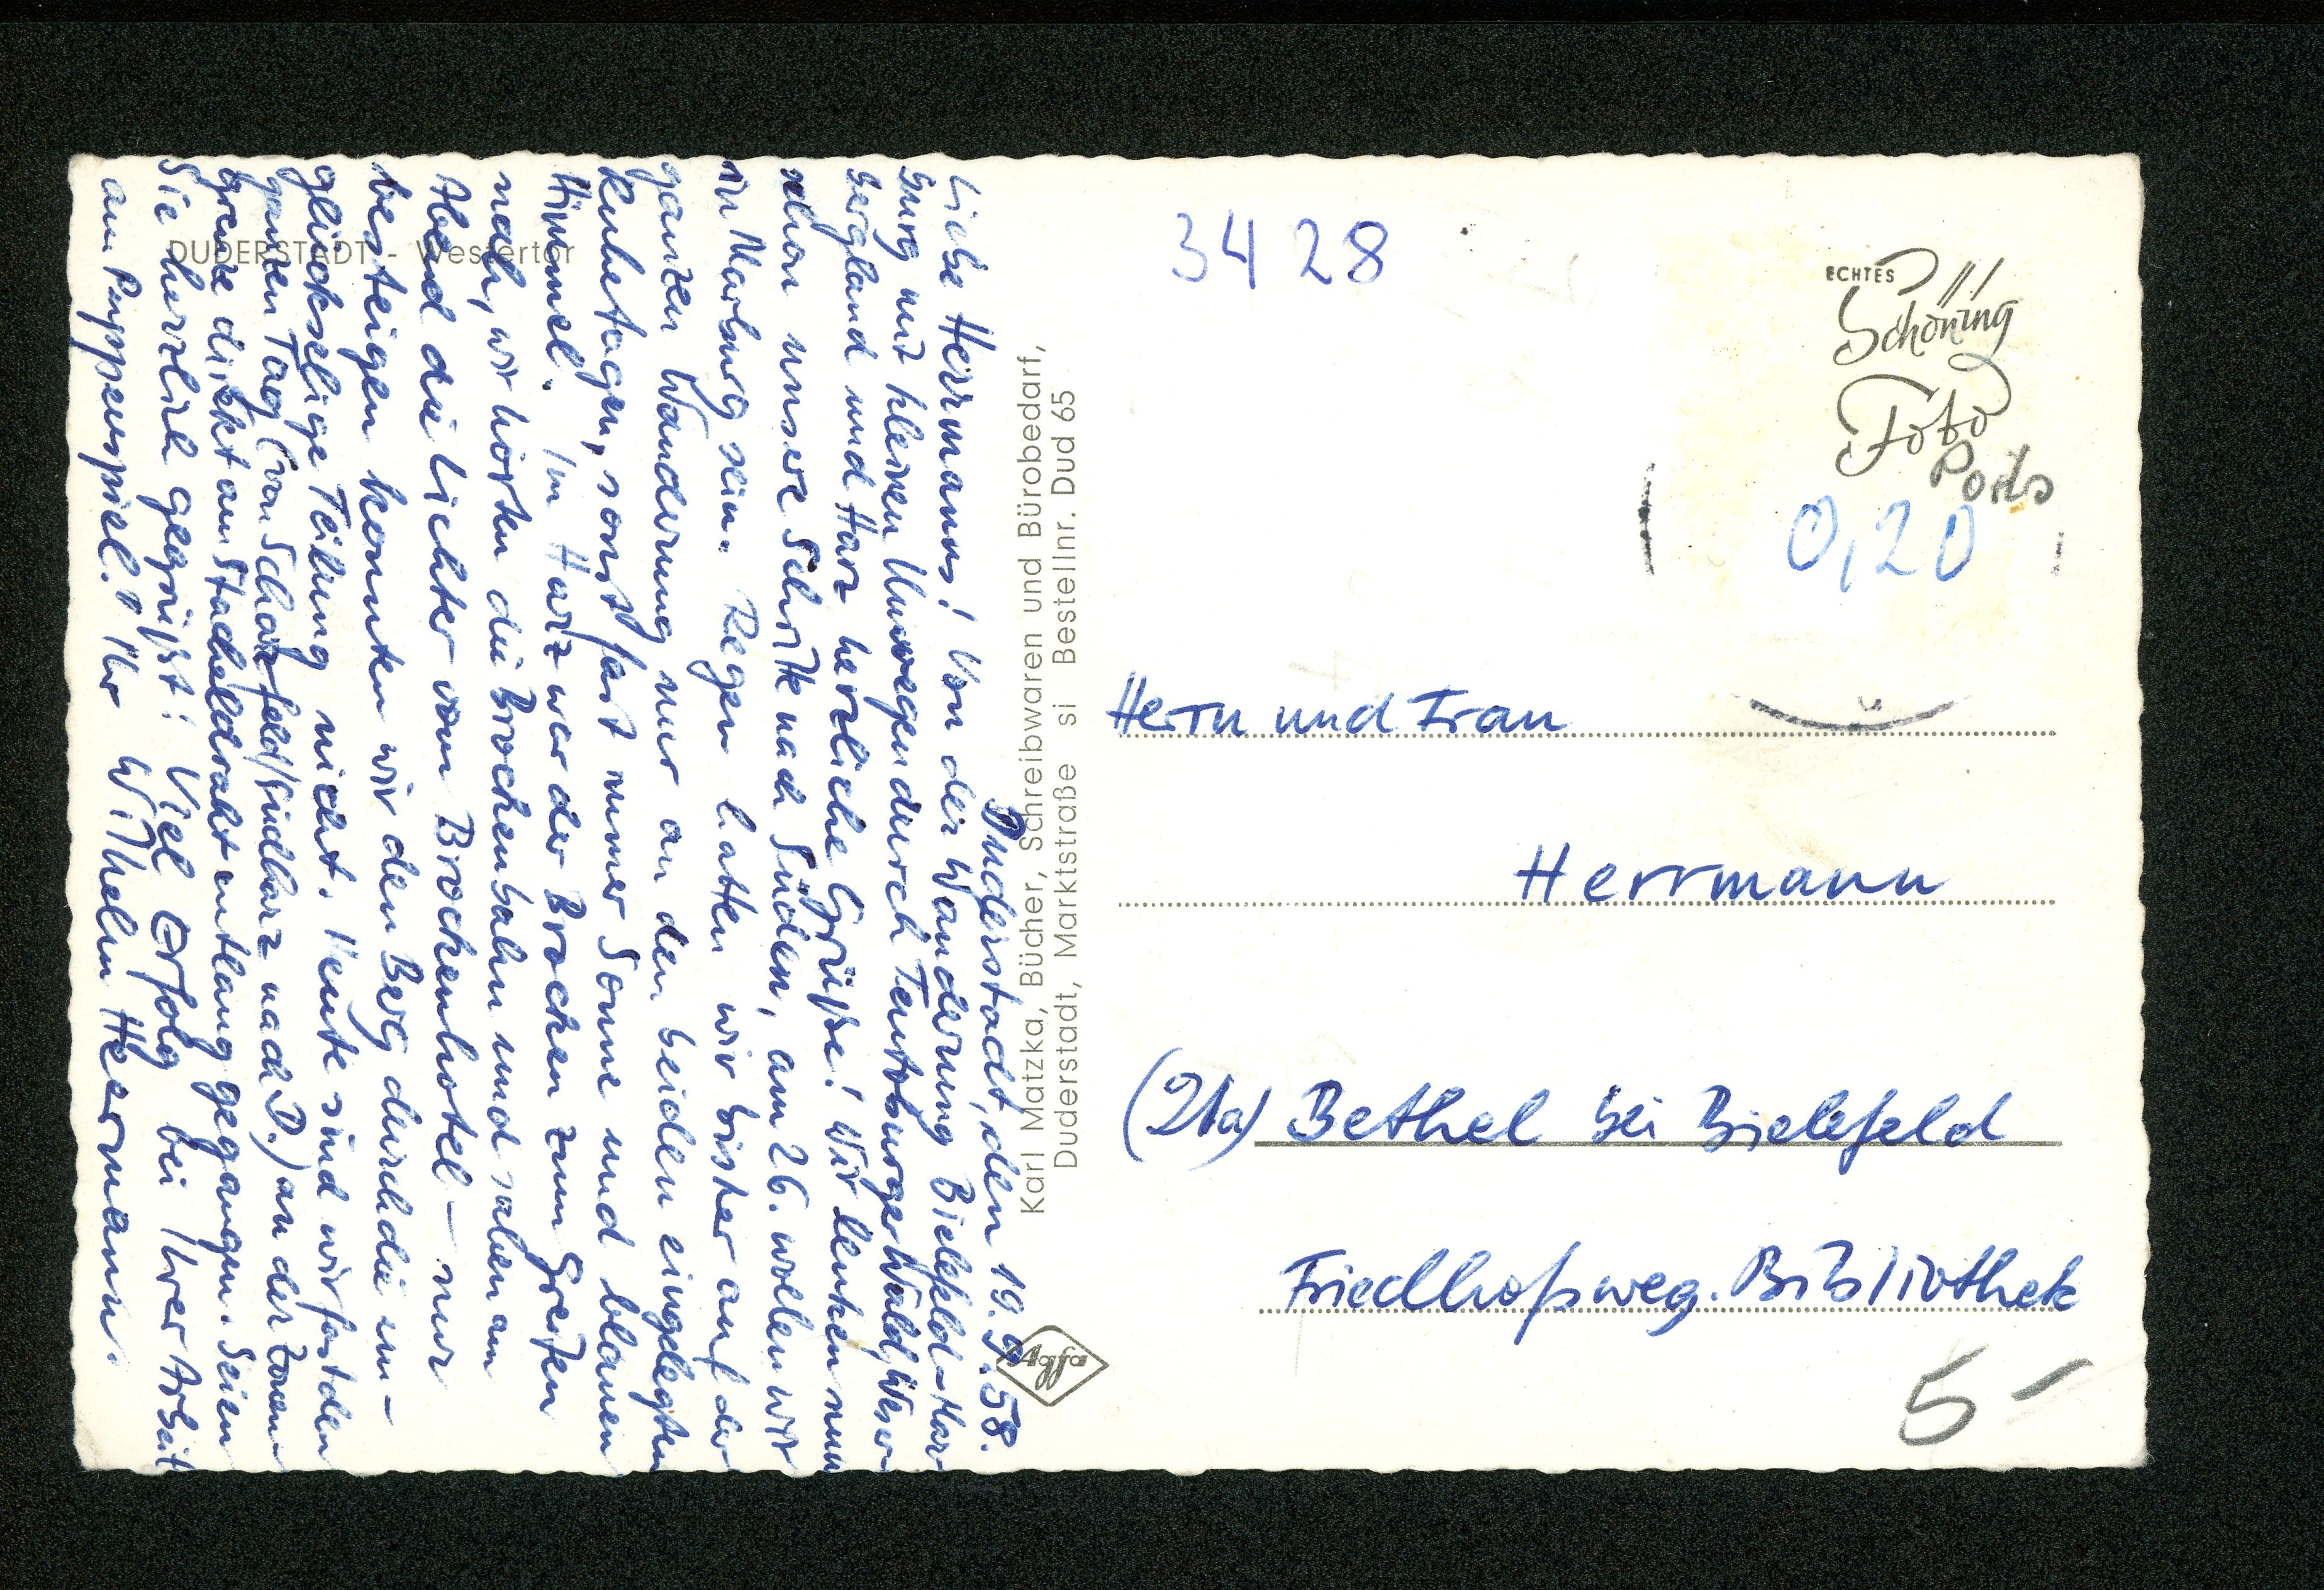 DUDERSTADT - Westertor
Duderstadt, den 19.9.58.
Liebe Herrmanns! Von der Wanderung Bielefeld-Mar
burg mit kleinen Umwegen durch Teutoburger Wald, Weser
bergland und Harz herzliche Grüße! Wir lenken nun
schon unsere Schritte nach Süden, am 26. wollen wir
in Marburg sein. Regen hatten wir bisher auf der
ganzen Wanderung nur an den beiden eingelegten
Ruhetagen, sonst fast immer Sonne und blauen
Himmel. Im Harz war der Brocken zum Greifen
nah, wir hörten die Brockenbahn und sahen am
Abend die Lichter vom Brockenhotel - nur
besteigen konnten wir den Berg durch die un-
glückselige Teilung nicht. Heute sind wir fast den
ganzen Tag (von Scharzfeld/Südharz nach D.) an der Zonen
grenze direkt am Stacheldraht entlang gegangen. Seien
Sie herzlich gegrüßt! Viel Erfolg bei Ihrer Arbeit
am Puppenspiel! Ihr Wilhelm Heermann.
Karl Matzka, Bücher, Schreibwaren und Bürobedarf,
Duderstadt, Marktstraße si Bestellnr. Dud 65
Agfa
3428
ECHTES
Schöning
Foto
Porto
0,20
Herrn und Frau
Herrmann
(21a) Bethel bei Bielefeld
Friedhofsweg. Bibliothek
5-